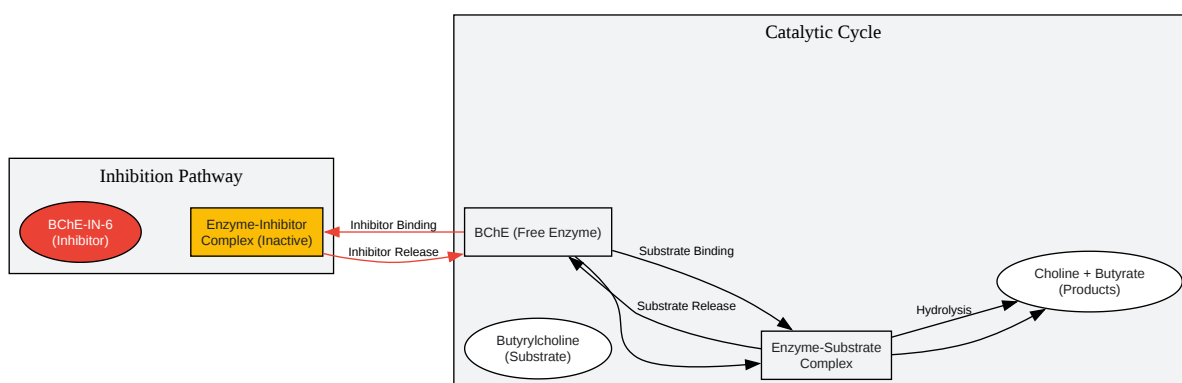 Catalytic Cycle
Inhibition Pathway
BChE-IN-6
(Inhibitor)
Enzyme-Inhibitor
Complex (Inactive)
Inhibitor Binding
Inhibitor Release
BChE (Free Enzyme)
Substrate Binding
Substrate Release
Butyrylcholine
(Substrate)
Enzyme-Substrate
Complex
Hydrolysis
Choline + Butyrate
(Products)